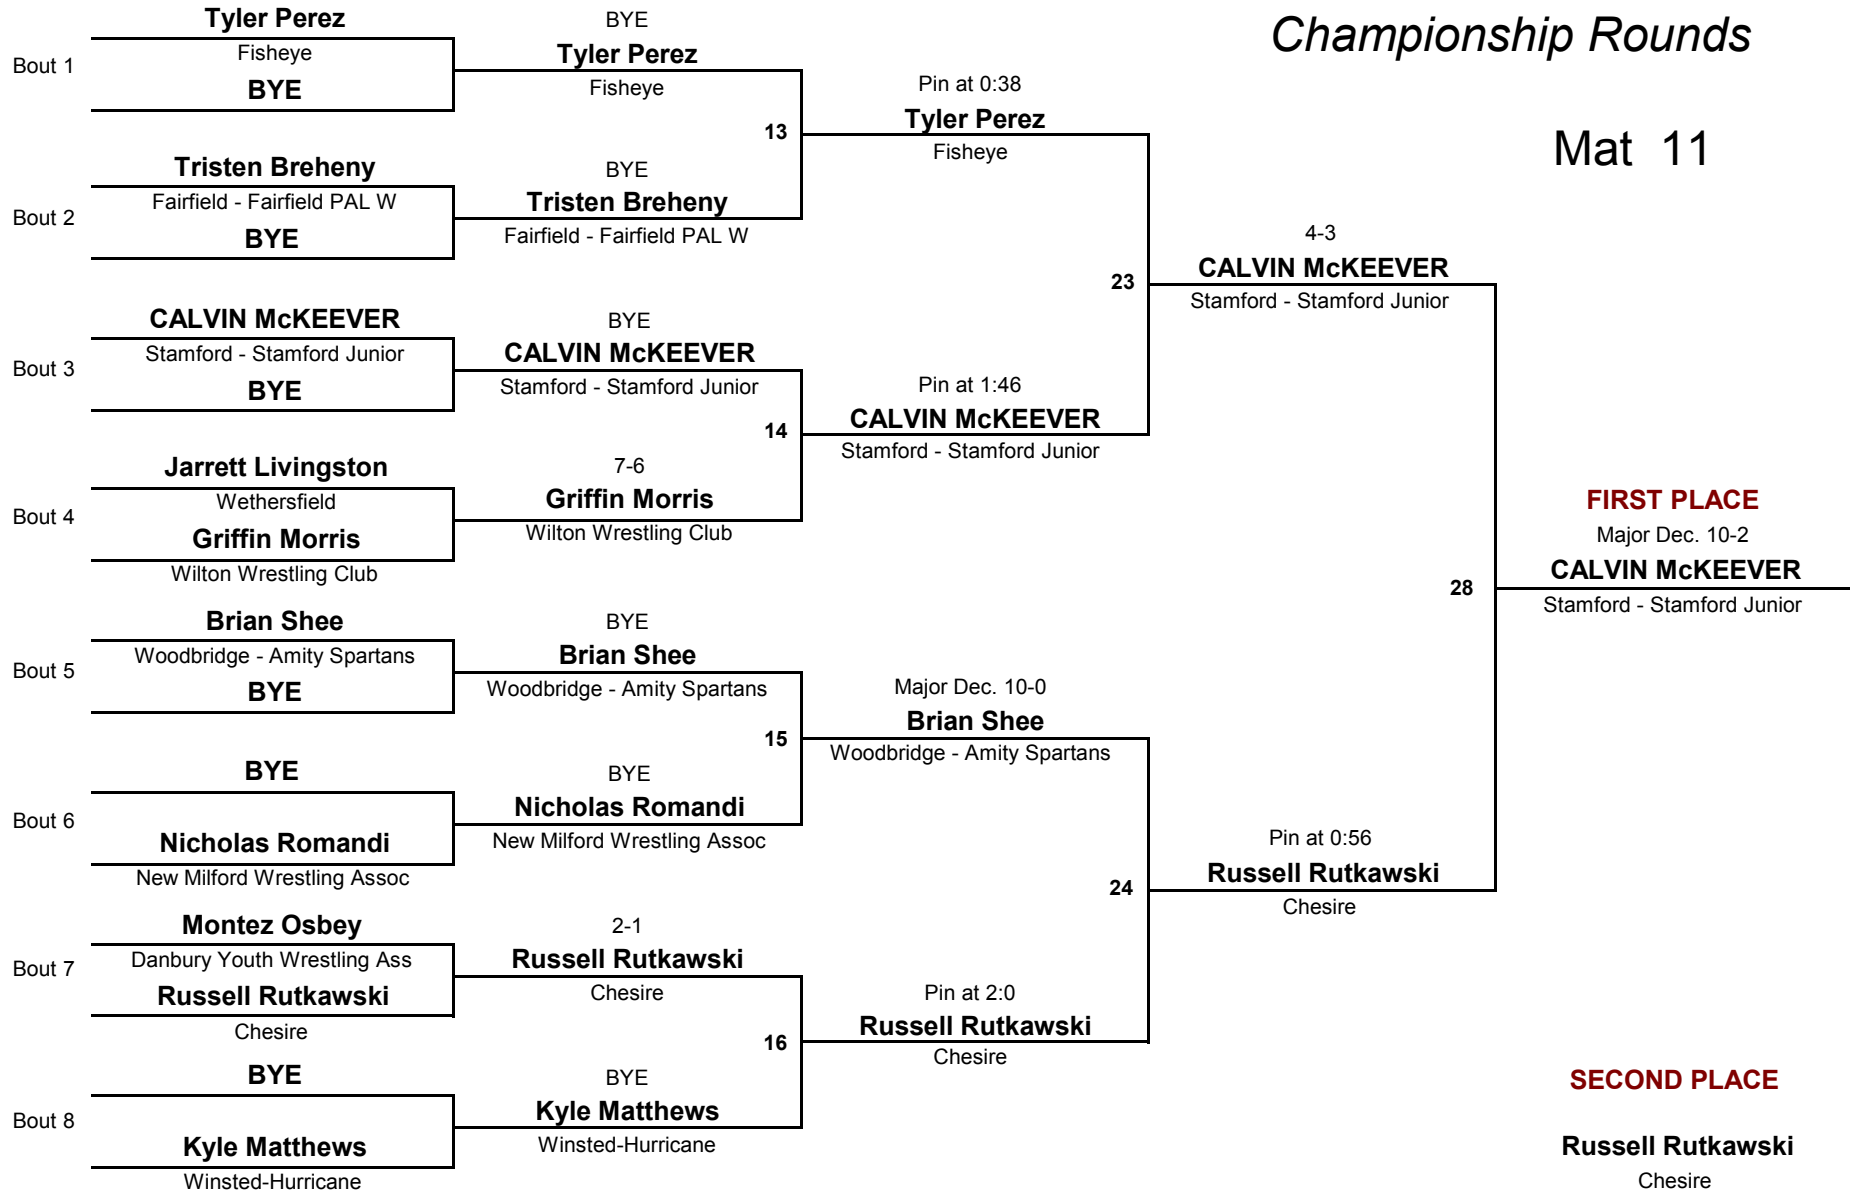 Championship Rounds
Mat 11
Bout 1
Tyler Perez
Fisheye
BYE
Bout 2
Tristen Breheny
Fairfield - Fairfield PAL W
BYE
Bout 3
CALVIN McKEEVER
Stamford - Stamford Junior
BYE
Bout 4
Jarrett Livingston
Wethersfield
Griffin Morris
Wilton Wrestling Club
Bout 5
Brian Shee
Woodbridge - Amity Spartans
BYE
Bout 6
BYE
Nicholas Romandi
New Milford Wrestling Assoc
Bout 7
Montez Osbey
Danbury Youth Wrestling Ass
Russell Rutkawski
Chesire
Bout 8
BYE
Kyle Matthews
Winsted-Hurricane
BYE
Tyler Perez
Fisheye
13
BYE
Tristen Breheny
Fairfield - Fairfield PAL W
BYE
CALVIN McKEEVER
Stamford - Stamford Junior
14
7-6
Griffin Morris
Wilton Wrestling Club
BYE
Brian Shee
Woodbridge - Amity Spartans
15
BYE
Nicholas Romandi
New Milford Wrestling Assoc
2-1
Russell Rutkawski
Chesire
16
BYE
Kyle Matthews
Winsted-Hurricane
Pin at 0:38
Tyler Perez
Fisheye
23
Pin at 1:46
CALVIN McKEEVER
Stamford - Stamford Junior
Major Dec. 10-0
Brian Shee
Woodbridge - Amity Spartans
24
Pin at 2:0
Russell Rutkawski
Chesire
4-3
CALVIN McKEEVER
Stamford - Stamford Junior
28
Pin at 0:56
Russell Rutkawski
Chesire
FIRST PLACE
Major Dec. 10-2
CALVIN McKEEVER
Stamford - Stamford Junior
SECOND PLACE
Russell Rutkawski
Chesire